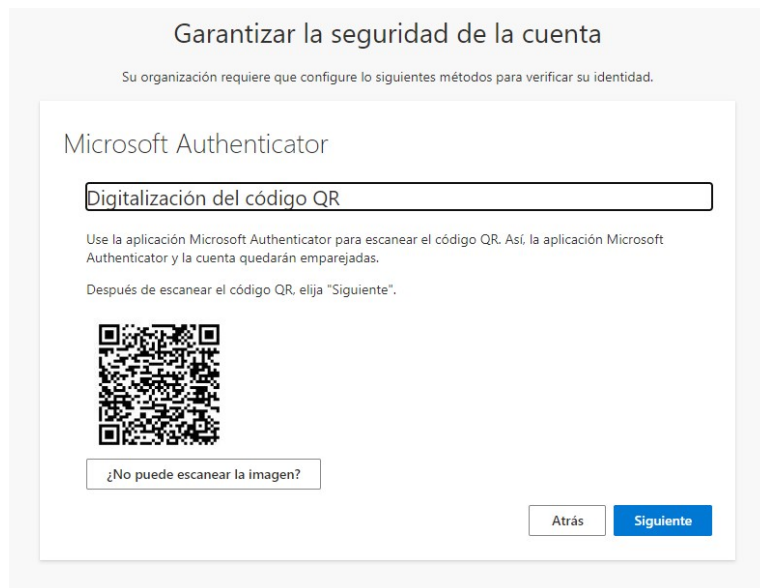 Garantizar la seguridad de la cuenta
Su organización requiere que configure lo siguientes métodos para verificar su identidad.
Microsoft Authenticator
Digitalización del código QR
Use la aplicación Microsoft Authenticator para escanear el código QR. Así, la aplicación Microsoft
Authenticator y la cuenta quedarán emparejadas.
Después de escanear el código QR, elija "Siguiente".
¿No puede escanear la imagen?
Atrás
Siguiente